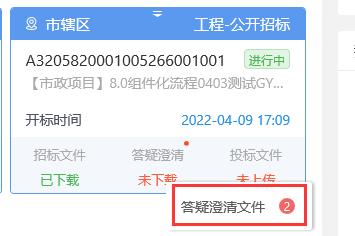 市辖区 工程-公开招标
A3205820001005266001001 进行中
【市政项目】8.0组件化流程0403测试GY...
开标时间 2022-04-09 17:09
招标文件 答疑澄清 投标文件
已下载 未下载 未上传
答疑澄清文件 2